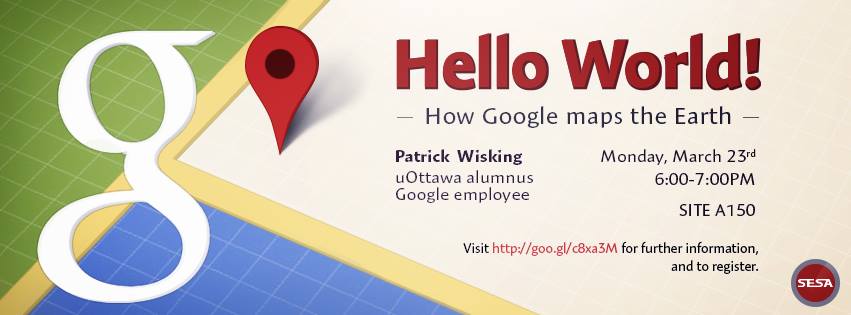 g
Hello World!
— How Google maps the Earth —
Patrick Wisking
uOttawa alumnus
Google employee
Monday, March 23rd
6:00-7:00PM
SITE A150
Visit http://goo.gl/c8xa3M for further information,
and to register.
SESA